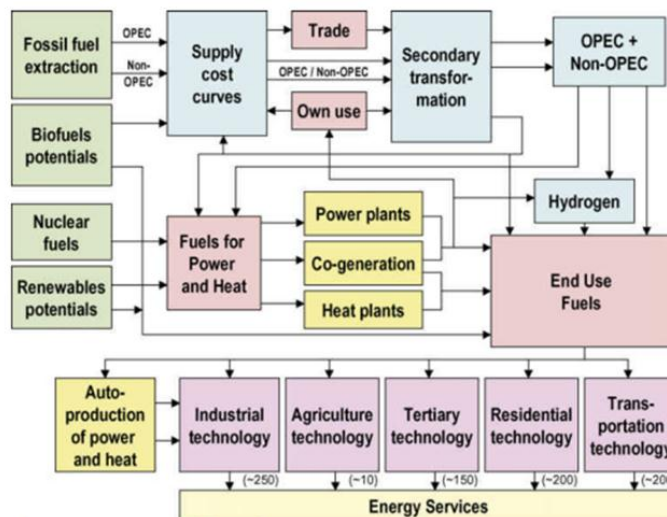 Fossil fuel
extraction
OPEC
Non-
OPEC
Supply
cost
curves
Trade
OPEC / Non-OPEC
Own use
Secondary
transfor-
mation
OPEC +
Non-OPEC
Biofuels
potentials
Nuclear
fuels
Renewables
potentials
Fuels for
Power
and Heat
Power plants
Co-generation
Heat plants
Hydrogen
End Use
Fuels
Auto-
production
of power
and heat
Industrial
technology
Agriculture
technology
Tertiary
technology
Residential
technology
Trans-
portation
technology
(~250)
(~10)
(~150)
(~200)
(~200
Energy Services